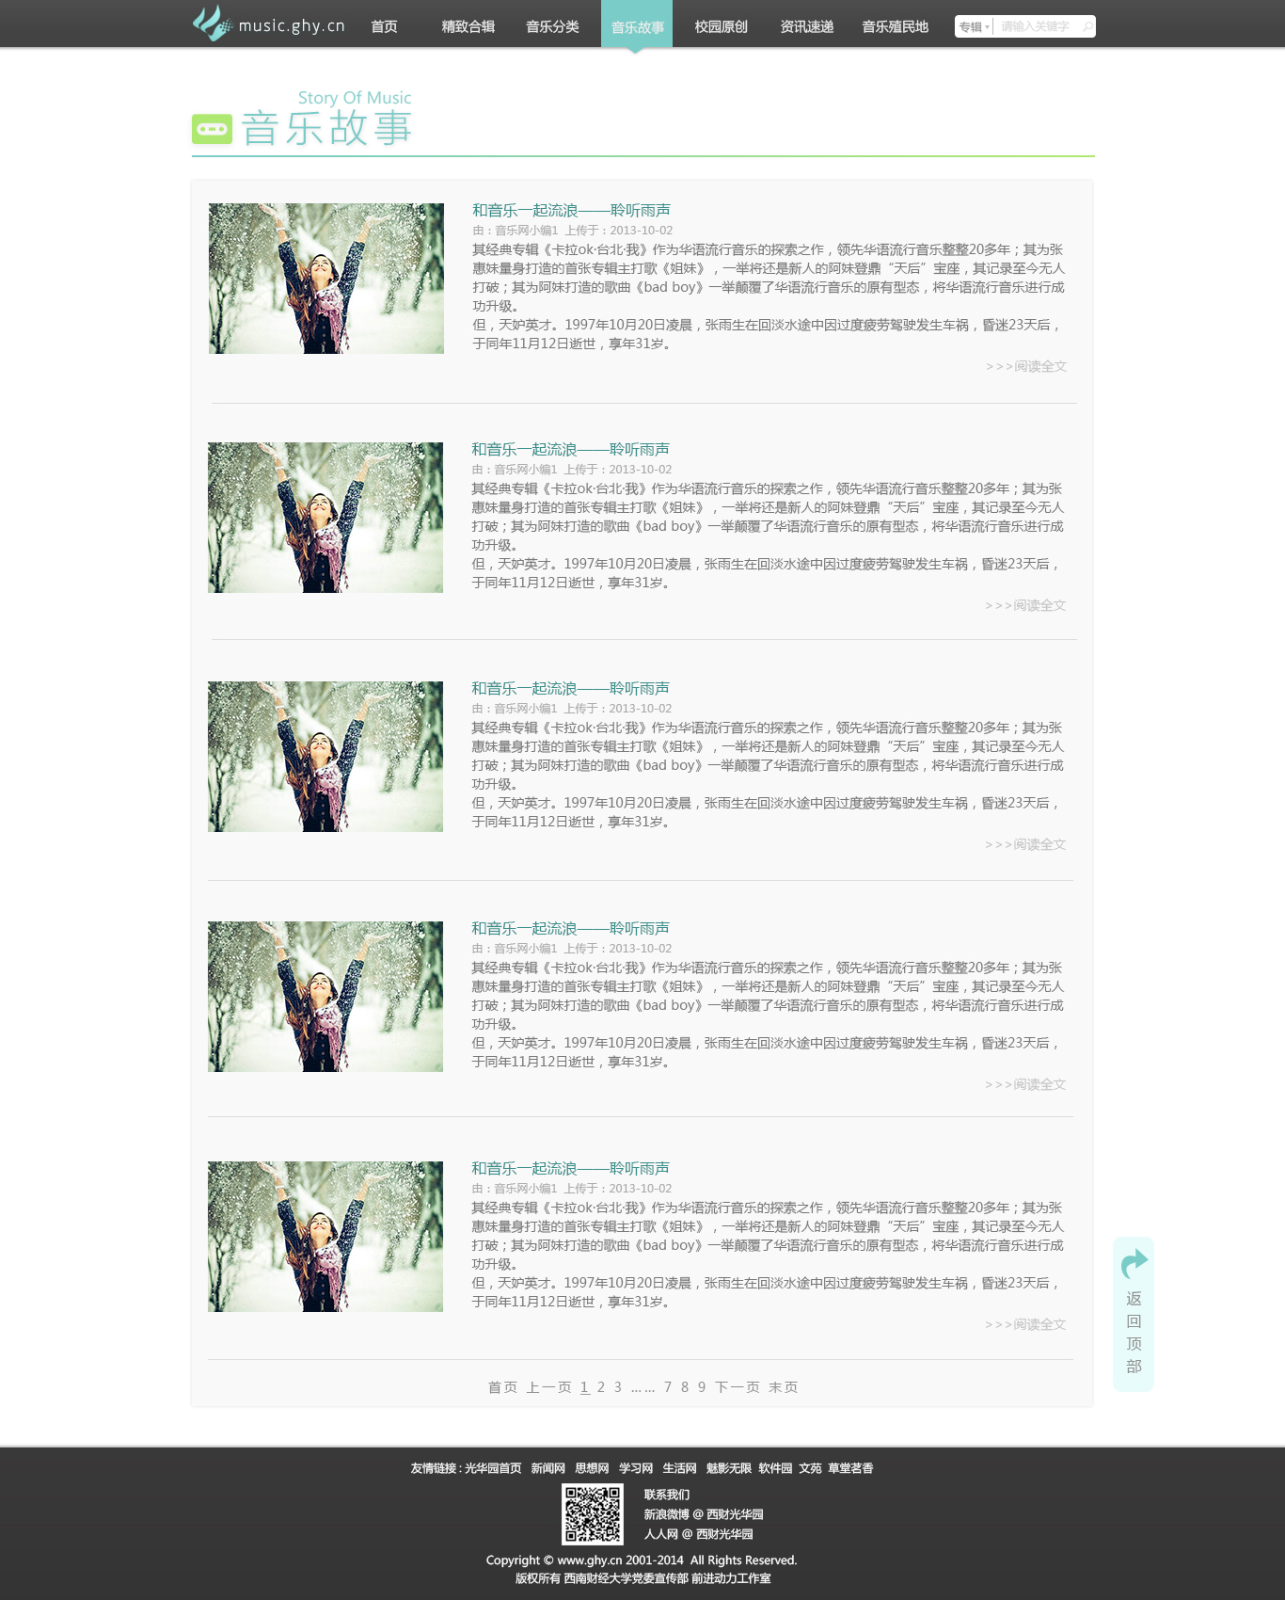 music.ghy.cn 首页 精致合辑 音乐分类 音乐故事 校园原创 资讯速递 音乐殖民地 专辑 请输入关键字
Story Of Music
音乐故事
和音乐一起流浪——聆听雨声
由：音乐网小编1 上传于：2013-10-02
其经典专辑《卡拉ok·台北·我》作为华语流行音乐的探索之作，领先华语流行音乐整整20多年；其为张
惠妹量身打造的首张专辑主打歌《姐妹》，一举将还是新人的阿妹登鼎“天后”宝座，其记录至今无人
打破；其为阿妹打造的歌曲《bad boy》一举颠覆了华语流行音乐的原有型态，将华语流行音乐进行成
功升级。
但，天妒英才。1997年10月20日凌晨，张雨生在回淡水途中因过度疲劳驾驶发生车祸，昏迷23天后，
于同年11月12日逝世，享年31岁。
>>>阅读全文
和音乐一起流浪——聆听雨声
由：音乐网小编1 上传于：2013-10-02
其经典专辑《卡拉ok·台北·我》作为华语流行音乐的探索之作，领先华语流行音乐整整20多年；其为张
惠妹量身打造的首张专辑主打歌《姐妹》，一举将还是新人的阿妹登鼎“天后”宝座，其记录至今无人
打破；其为阿妹打造的歌曲《bad boy》一举颠覆了华语流行音乐的原有型态，将华语流行音乐进行成
功升级。
但，天妒英才。1997年10月20日凌晨，张雨生在回淡水途中因过度疲劳驾驶发生车祸，昏迷23天后，
于同年11月12日逝世，享年31岁。
>>>阅读全文
和音乐一起流浪——聆听雨声
由：音乐网小编1 上传于：2013-10-02
其经典专辑《卡拉ok·台北·我》作为华语流行音乐的探索之作，领先华语流行音乐整整20多年；其为张
惠妹量身打造的首张专辑主打歌《姐妹》，一举将还是新人的阿妹登鼎“天后”宝座，其记录至今无人
打破；其为阿妹打造的歌曲《bad boy》一举颠覆了华语流行音乐的原有型态，将华语流行音乐进行成
功升级。
但，天妒英才。1997年10月20日凌晨，张雨生在回淡水途中因过度疲劳驾驶发生车祸，昏迷23天后，
于同年11月12日逝世，享年31岁。
>>>阅读全文
和音乐一起流浪——聆听雨声
由：音乐网小编1 上传于：2013-10-02
其经典专辑《卡拉ok·台北·我》作为华语流行音乐的探索之作，领先华语流行音乐整整20多年；其为张
惠妹量身打造的首张专辑主打歌《姐妹》，一举将还是新人的阿妹登鼎“天后”宝座，其记录至今无人
打破；其为阿妹打造的歌曲《bad boy》一举颠覆了华语流行音乐的原有型态，将华语流行音乐进行成
功升级。
但，天妒英才。1997年10月20日凌晨，张雨生在回淡水途中因过度疲劳驾驶发生车祸，昏迷23天后，
于同年11月12日逝世，享年31岁。
>>>阅读全文
和音乐一起流浪——聆听雨声
由：音乐网小编1 上传于：2013-10-02
其经典专辑《卡拉ok·台北·我》作为华语流行音乐的探索之作，领先华语流行音乐整整20多年；其为张
惠妹量身打造的首张专辑主打歌《姐妹》，一举将还是新人的阿妹登鼎“天后”宝座，其记录至今无人
打破；其为阿妹打造的歌曲《bad boy》一举颠覆了华语流行音乐的原有型态，将华语流行音乐进行成
功升级。
但，天妒英才。1997年10月20日凌晨，张雨生在回淡水途中因过度疲劳驾驶发生车祸，昏迷23天后，
于同年11月12日逝世，享年31岁。
>>>阅读全文
返回顶部
首页 上一页 1 2 3 …… 7 8 9 下一页 末页
友情链接：光华园首页 新闻网 思想网 学习网 生活网 魅影无限 软件园 文苑 草堂茗香
联系我们
新浪微博 @ 西财光华园
人人网 @ 西财光华园
Copyright © www.ghy.cn 2001-2014 All Rights Reserved.
版权所有 西南财经大学党委宣传部 前进动力工作室